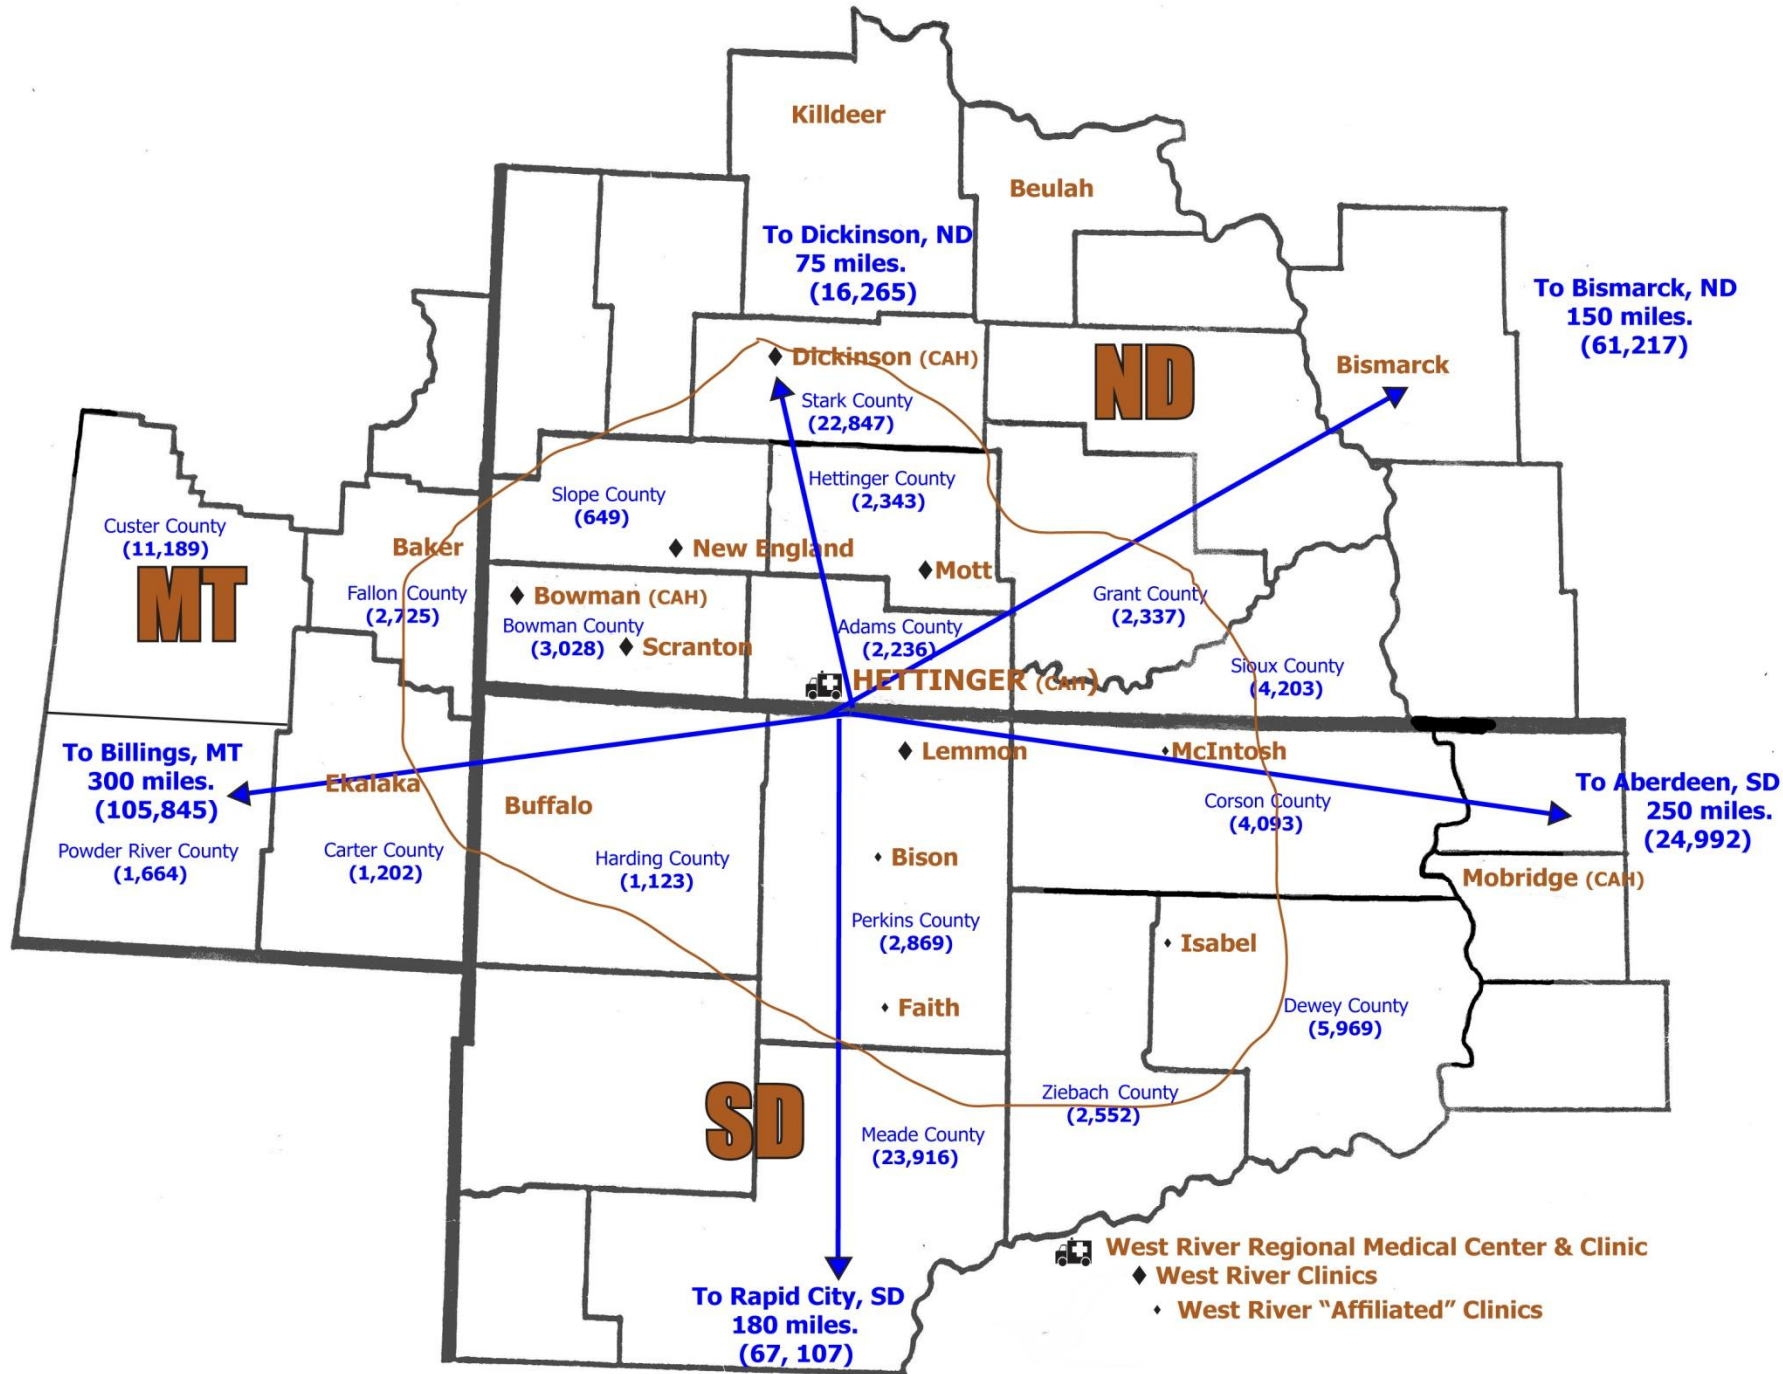 Killdeer
Beulah
To Dickinson, ND
75 miles.
(16,265)
To Bismarck, ND
150 miles.
(61,217)
Dickinson (CAH)
ND
Bismarck
Stark County
(22,847)
Hettinger County
(2,343)
Slope County
(649)
Custer County
(11,189)
MT
Baker
New England
Mott
Fallon County
(2,725)
Bowman (CAH)
Bowman County
(3,028)
Scranton
Adams County
(2,236)
Grant County
(2,337)
Sioux County
(4,203)
HETTINGER (CAH)
To Billings, MT
300 miles.
(105,845)
Ekalaka
Buffalo
Lemmon
McIntosh
To Aberdeen, SD
250 miles.
(24,992)
Corson County
(4,093)
Powder River County
(1,664)
Carter County
(1,202)
Harding County
(1,123)
Bison
Mobridge (CAH)
Perkins County
(2,869)
Isabel
Faith
Dewey County
(5,969)
SD
Ziebach County
(2,552)
Meade County
(23,916)
To Rapid City, SD
180 miles.
(67, 107)
West River Regional Medical Center & Clinic
West River Clinics
West River “Affiliated” Clinics